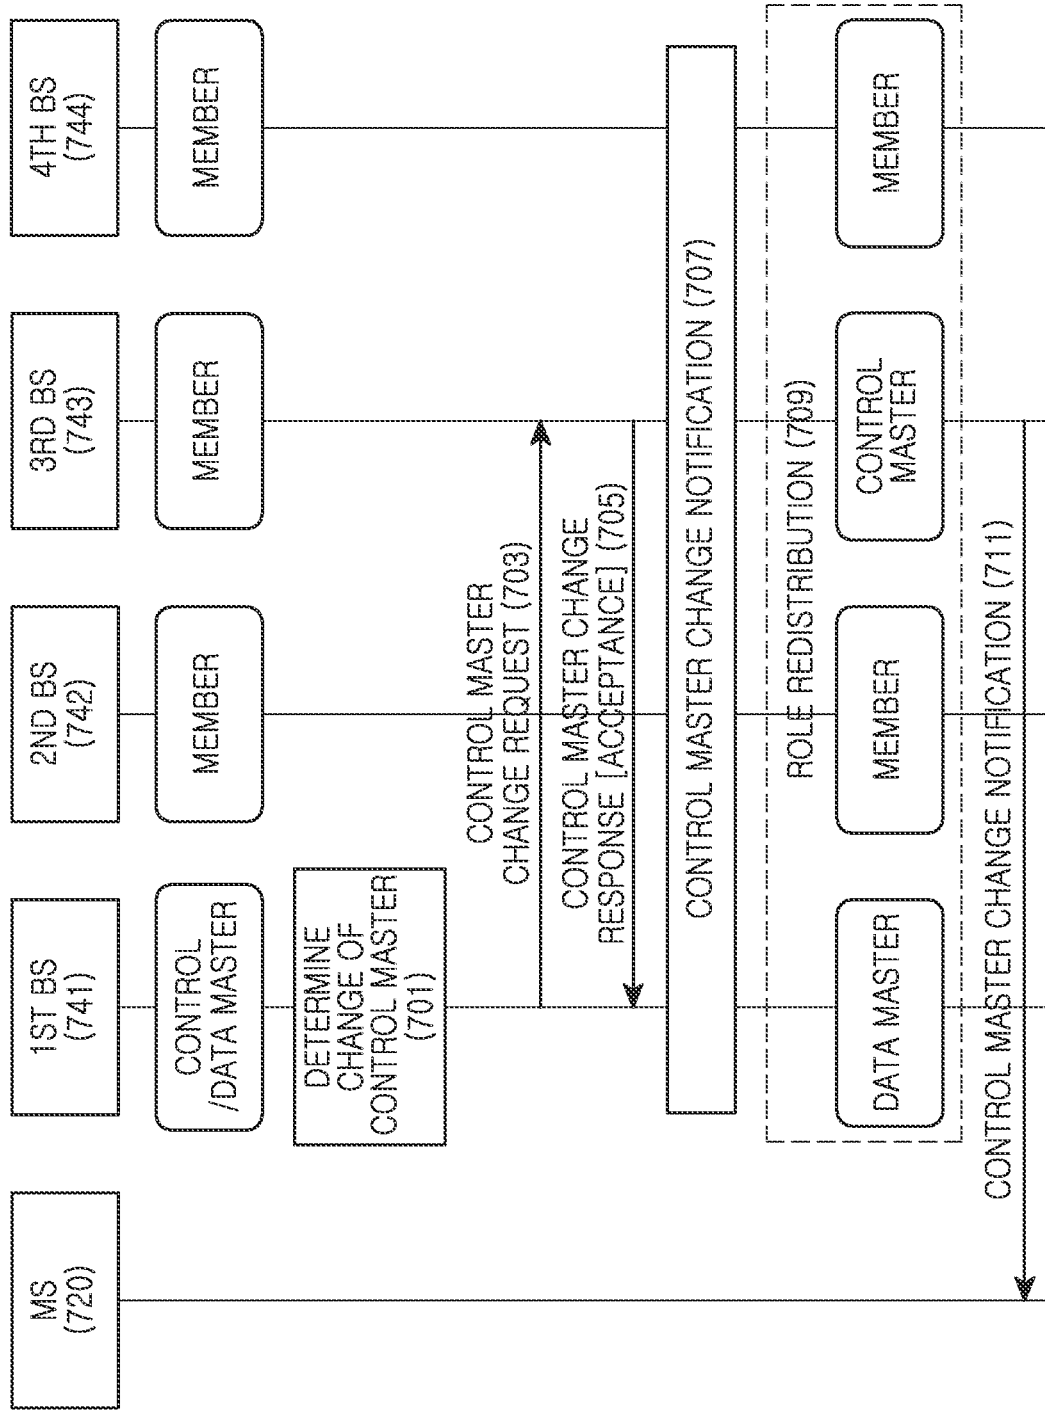 MS
(720)
1ST BS
(741)
2ND BS
(742)
3RD BS
(743)
4TH BS
(744)
CONTROL
/DATA MASTER
MEMBER
MEMBER
MEMBER
DETERMINE
CHANGE OF
CONTROL MASTER
(701)
CONTROL MASTER
CHANGE REQUEST (703)
CONTROL MASTER CHANGE
RESPONSE [ACCEPTANCE] (705)
CONTROL MASTER CHANGE NOTIFICATION (707)
ROLE REDISTRIBUTION (709)
DATA MASTER
MEMBER
CONTROL
MASTER
MEMBER
CONTROL MASTER CHANGE NOTIFICATION (711)